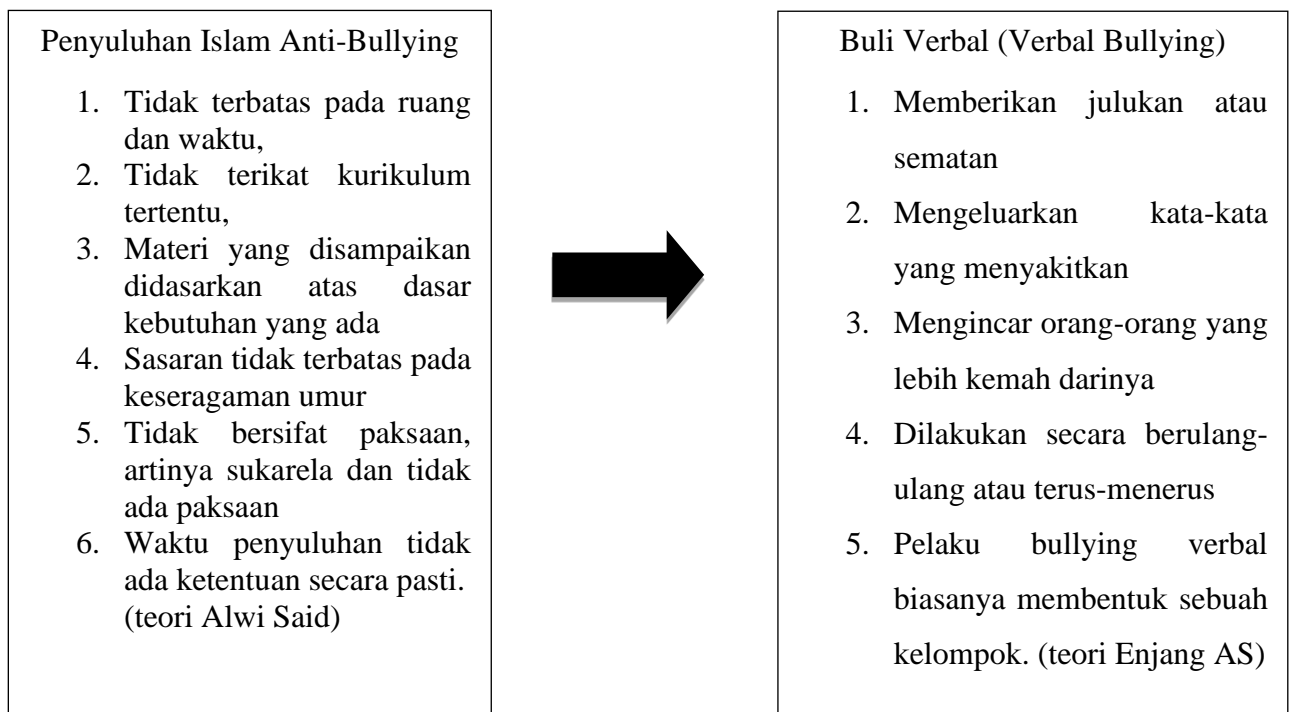 Penyuluhan Islam Anti-Bullying
1. Tidak terbatas pada ruang
dan waktu,
2. Tidak terikat kurikulum
tertentu,
3. Materi yang disampaikan
didasarkan atas dasar
kebutuhan yang ada
4. Sasaran tidak terbatas pada
keseragaman umur
5. Tidak bersifat paksaan,
artinya sukarela dan tidak
ada paksaan
6. Waktu penyuluhan tidak
ada ketentuan secara pasti.
(teori Alwi Said)
Buli Verbal (Verbal Bullying)
1. Memberikan julukan atau
sematan
2. Mengeluarkan kata-kata
yang menyakitkan
3. Mengincar orang-orang yang
lebih kemah darinya
4. Dilakukan secara berulang-
ulang atau terus-menerus
5. Pelaku bullying verbal
biasanya membentuk sebuah
kelompok. (teori Enjang AS)